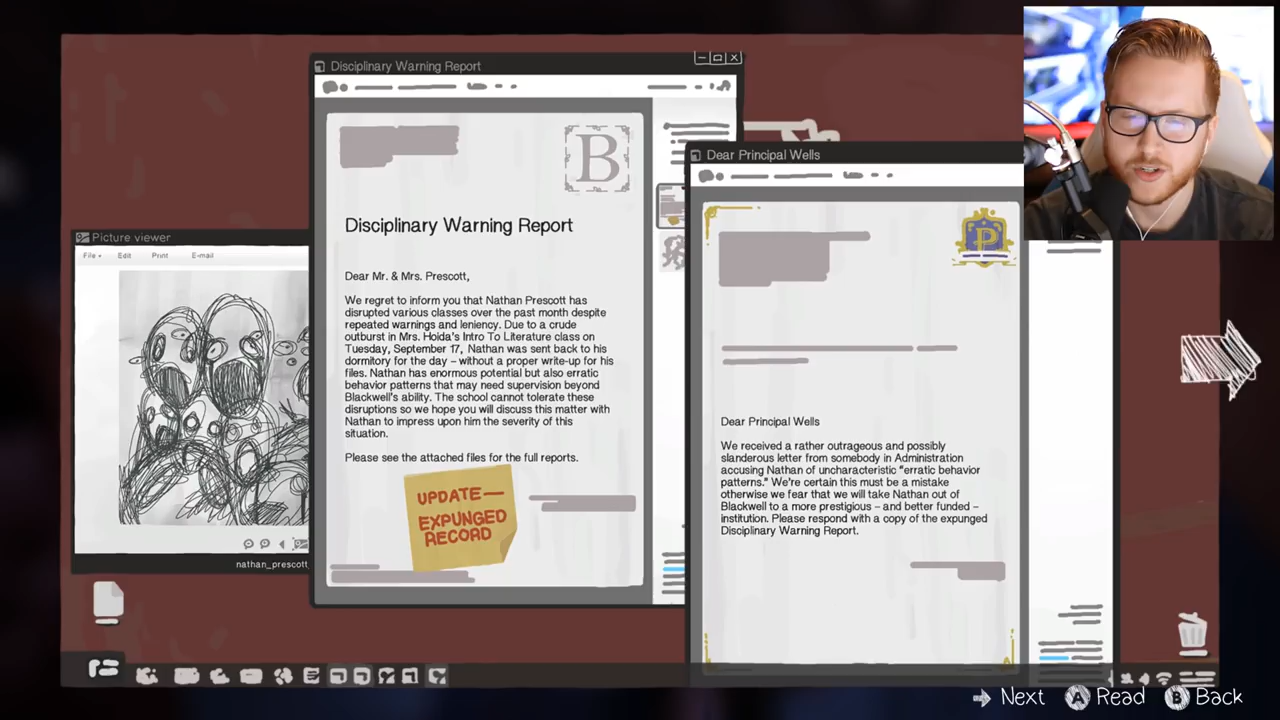 Disciplinary Warning Report
Dear Principal Wells
Picture viewer
File
Edit
Print
E-mail
nathan_prescott
B
Disciplinary Warning Report
Dear Mr. & Mrs. Prescott,
We regret to inform you that Nathan Prescott has
disrupted various classes over the past month despite
repeated warnings and leniency. Due to a crude
outburst in Mrs. Hoida's Intro To Literature class on
Tuesday, September 17, Nathan was sent back to his
dormitory for the day – without a proper write-up for his
files. Nathan has enormous potential but also erratic
behavior patterns that may need supervision beyond
Blackwell's ability. The school cannot tolerate these
disruptions so we hope you will discuss this matter with
Nathan to impress upon him the severity of this
situation.
Please see the attached files for the full reports.
UPDATE—
EXPUNGED
RECORD
P
Dear Principal Wells
We received a rather outrageous and possibly
slanderous letter from somebody in Administration
accusing Nathan of uncharacteristic "erratic behavior
patterns." We're certain this must be a mistake
otherwise we fear that we will take Nathan out of
Blackwell to a more prestigious – and better funded –
institution. Please respond with a copy of the expunged
Disciplinary Warning Report.
Next
A Read
B Back